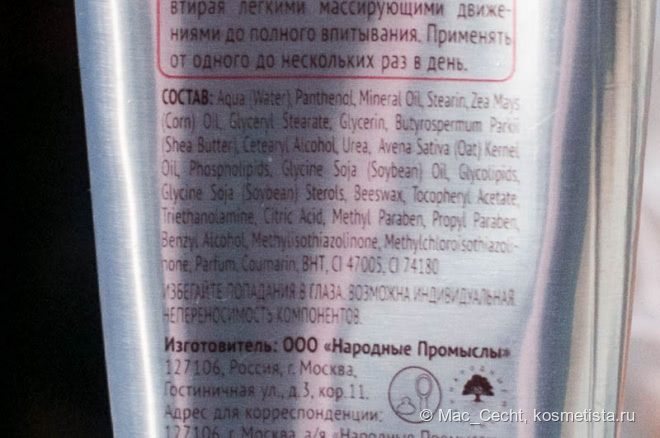 втирая легкими массирующими движе-
ниями до полного впитывания. Применять
от одного до нескольких раз в день.
СОСТАВ: Aqua (Water), Panthenol, Mineral Oil, Stearin, Zea Mays
(Corn) Oil, Glyceryl Stearate, Glycerin, Butyrospermum Parkii
(Shea Butter), Cetearyl Alcohol, Urea, Avena Sativa (Oat) Kernel
Oil, Phospholipids, Glycine Soja (Soybean) Oil, Glycolipids,
Glycine Soja (Soybean) Sterols, Beeswax, Tocopheryl Acetate,
Triethanolamine, Citric Acid, Methyl Paraben, Propyl Paraben,
Benzyl Alcohol, Methylisothiazolinone, Methylchloroisothiazoli-
none, Parfum, Coumarin, BHT, CI 47005, CI 74180
ИЗБЕГАЙТЕ ПОПАДАНИЯ В ГЛАЗА. ВОЗМОЖНА ИНДИВИДУАЛЬНАЯ
НЕПЕРЕНОСИМОСТЬ КОМПОНЕНТОВ.
Изготовитель: ООО «Народные Промыслы»
127106, Россия, г. Москва,
Гостиничная ул., д.3, кор.11.
Адрес для корреспонденции:
127106, г. Москва, а/я «Народные
© Mac_Cecht, kosmetista.ru